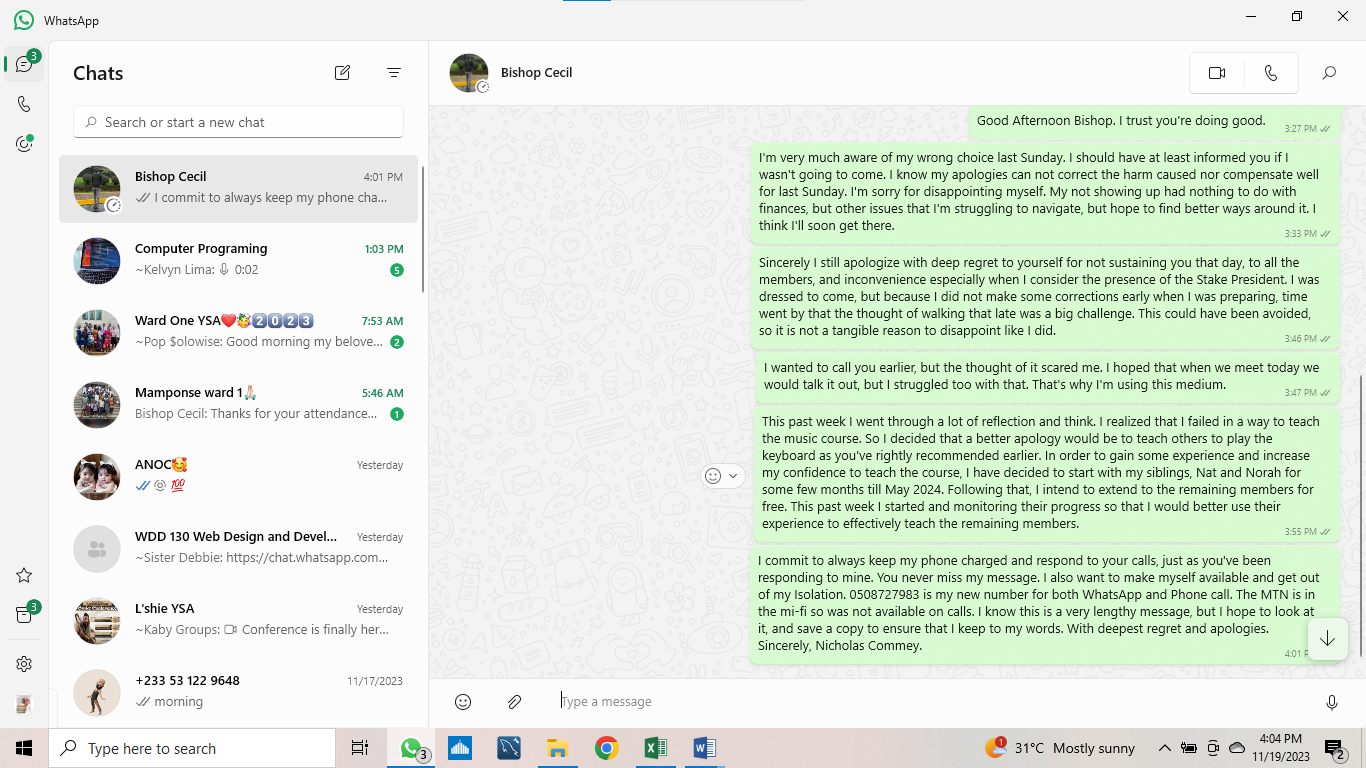 WhatsApp
3
Chats
Search or start a new chat
Bishop Cecil
4:01 PM
I commit to always keep my phone cha...
Computer Programing
1:03 PM
~Kelvyn Lima: 0:02
5
Ward One YSA❤️🥳2️⃣0️⃣2️⃣3️⃣
7:53 AM
~Pop $olowise: Good morning my belove...
2
Mamponse ward 1🙏🏻
5:46 AM
Bishop Cecil: Thanks for your attendance...
1
ANOC🥰
Yesterday
💯
WDD 130 Web Design and Devel...
Yesterday
~Sister Debbie: https://chat.whatsapp.com...
L'shie YSA
Yesterday
~Kaby Groups: Conference is finally her...
+233 53 122 9648
11/17/2023
morning
3
Bishop Cecil
Good Afternoon Bishop. I trust you're doing good.
3:27 PM
I'm very much aware of my wrong choice last Sunday. I should have at least informed you if I
wasn't going to come. I know my apologies can not correct the harm caused nor compensate well
for last Sunday. I'm sorry for disappointing myself. My not showing up had nothing to do with
finances, but other issues that I'm struggling to navigate, but hope to find better ways around it. I
think I'll soon get there.
3:33 PM
Sincerely I still apologize with deep regret to yourself for not sustaining you that day, to all the
members, and inconvenience especially when I consider the presence of the Stake President. I was
dressed to come, but because I did not make some corrections early when I was preparing, time
went by that the thought of walking that late was a big challenge. This could have been avoided,
so it is not a tangible reason to disappoint like I did.
3:46 PM
I wanted to call you earlier, but the thought of it scared me. I hoped that when we meet today we
would talk it out, but I struggled too with that. That's why I'm using this medium.
3:47 PM
This past week I went through a lot of reflection and think. I realized that I failed in a way to teach
the music course. So I decided that a better apology would be to teach others to play the
keyboard as you've rightly recommended earlier. In order to gain some experience and increase
my confidence to teach the course, I have decided to start with my siblings, Nat and Norah for
some few months till May 2024. Following that, I intend to extend to the remaining members for
free. This past week I started and monitoring their progress so that I would better use their
experience to effectively teach the remaining members.
3:55 PM
I commit to always keep my phone charged and respond to your calls, just as you've been
responding to mine. You never miss my message. I also want to make myself available and get out
of my Isolation. 0508727983 is my new number for both WhatsApp and Phone call. The MTN is in
the mi-fi so was not available on calls. I know this is a very lengthy message, but I hope to look at
it, and save a copy to ensure that I keep to my words. With deepest regret and apologies.
Sincerely, Nicholas Commey.
4:01
Type a message
Type here to search
3
1
31°C Mostly sunny
4:04 PM
11/19/2023
2